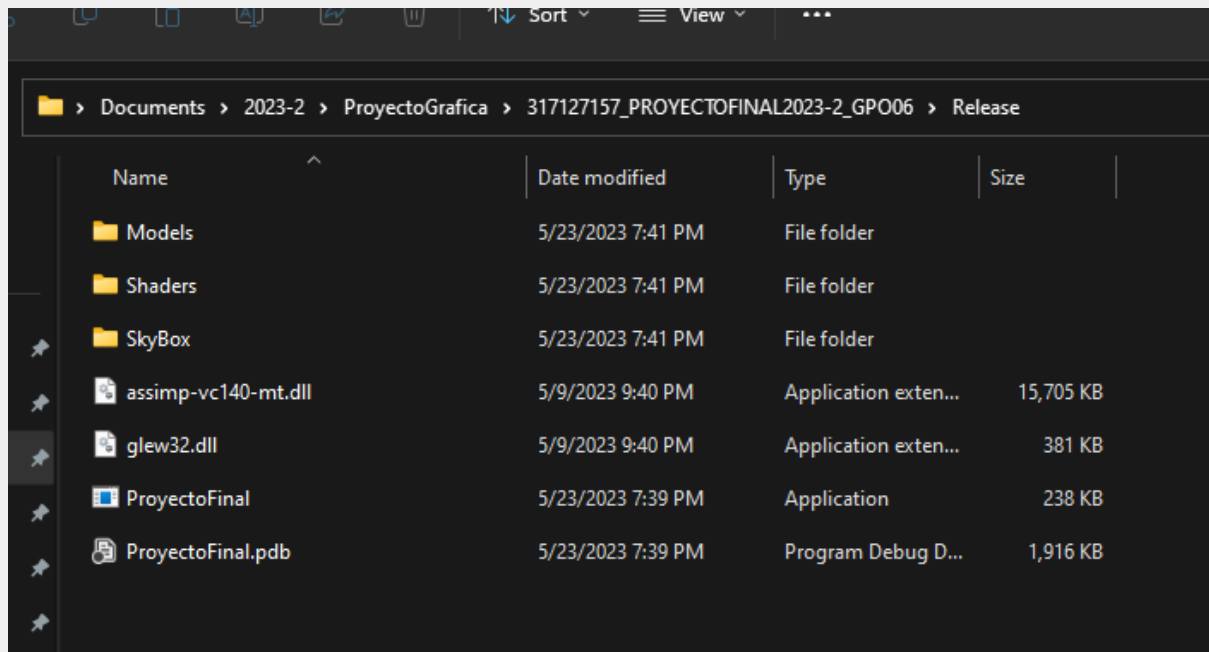 Sort View
Documents > 2023-2 > ProyectoGrafica > 317127157_PROYECTOFINAL2023-2_GPO06 > Release
Name Date modified Type Size
Models 5/23/2023 7:41 PM File folder
Shaders 5/23/2023 7:41 PM File folder
SkyBox 5/23/2023 7:41 PM File folder
assimp-vc140-mt.dll 5/9/2023 9:40 PM Application exten... 15,705 KB
glew32.dll 5/9/2023 9:40 PM Application exten... 381 KB
ProyectoFinal 5/23/2023 7:39 PM Application 238 KB
ProyectoFinal.pdb 5/23/2023 7:39 PM Program Debug D... 1,916 KB